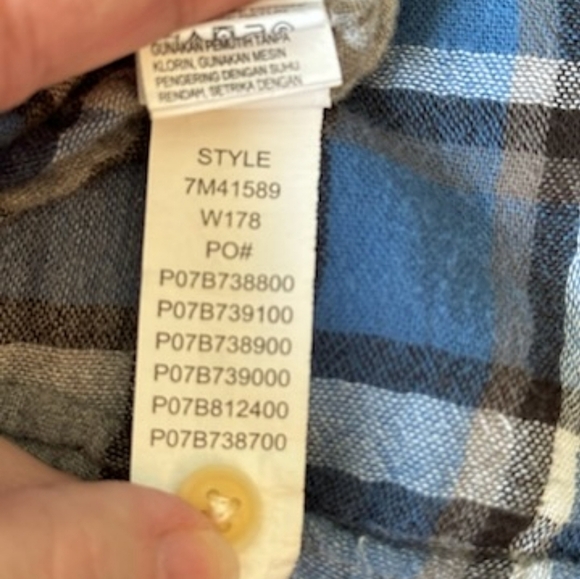 GUNAKAN PEMUTIH TANPA
KLORIN, GUNAKAN MESIN
PENGERING DENGAN SUHU
RENDAH, SETRIKA DENGAN
STYLE
7M41589
W178
PO#
P07B738800
P07B739100
P07B738900
P07B739000
P07B812400
P07B738700